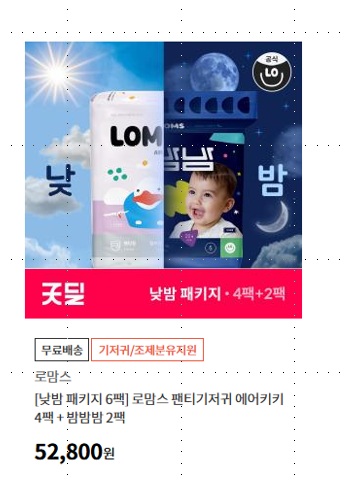 공식
LO
LOMS
낮
밤밤
밤
굿딜
낮밤 패키지 · 4팩+2팩
무료배송
기저귀/조제분유지원
로맘스
[낮밤 패키지 6팩] 로맘스 팬티기저귀 에어키키
4팩 + 밤밤밤 2팩
52,800원